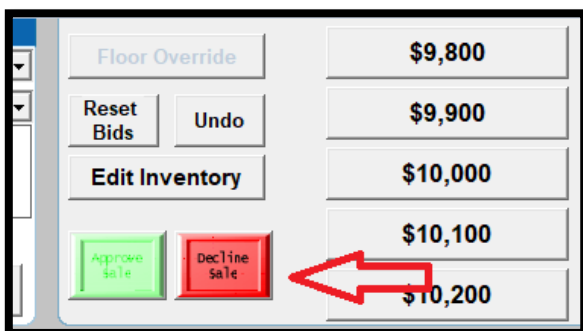 Floor Override
Reset
Bids
Undo
Edit Inventory
Approve
Sale
Decline
Sale
$9,800
$9,900
$10,000
$10,100
$10,200